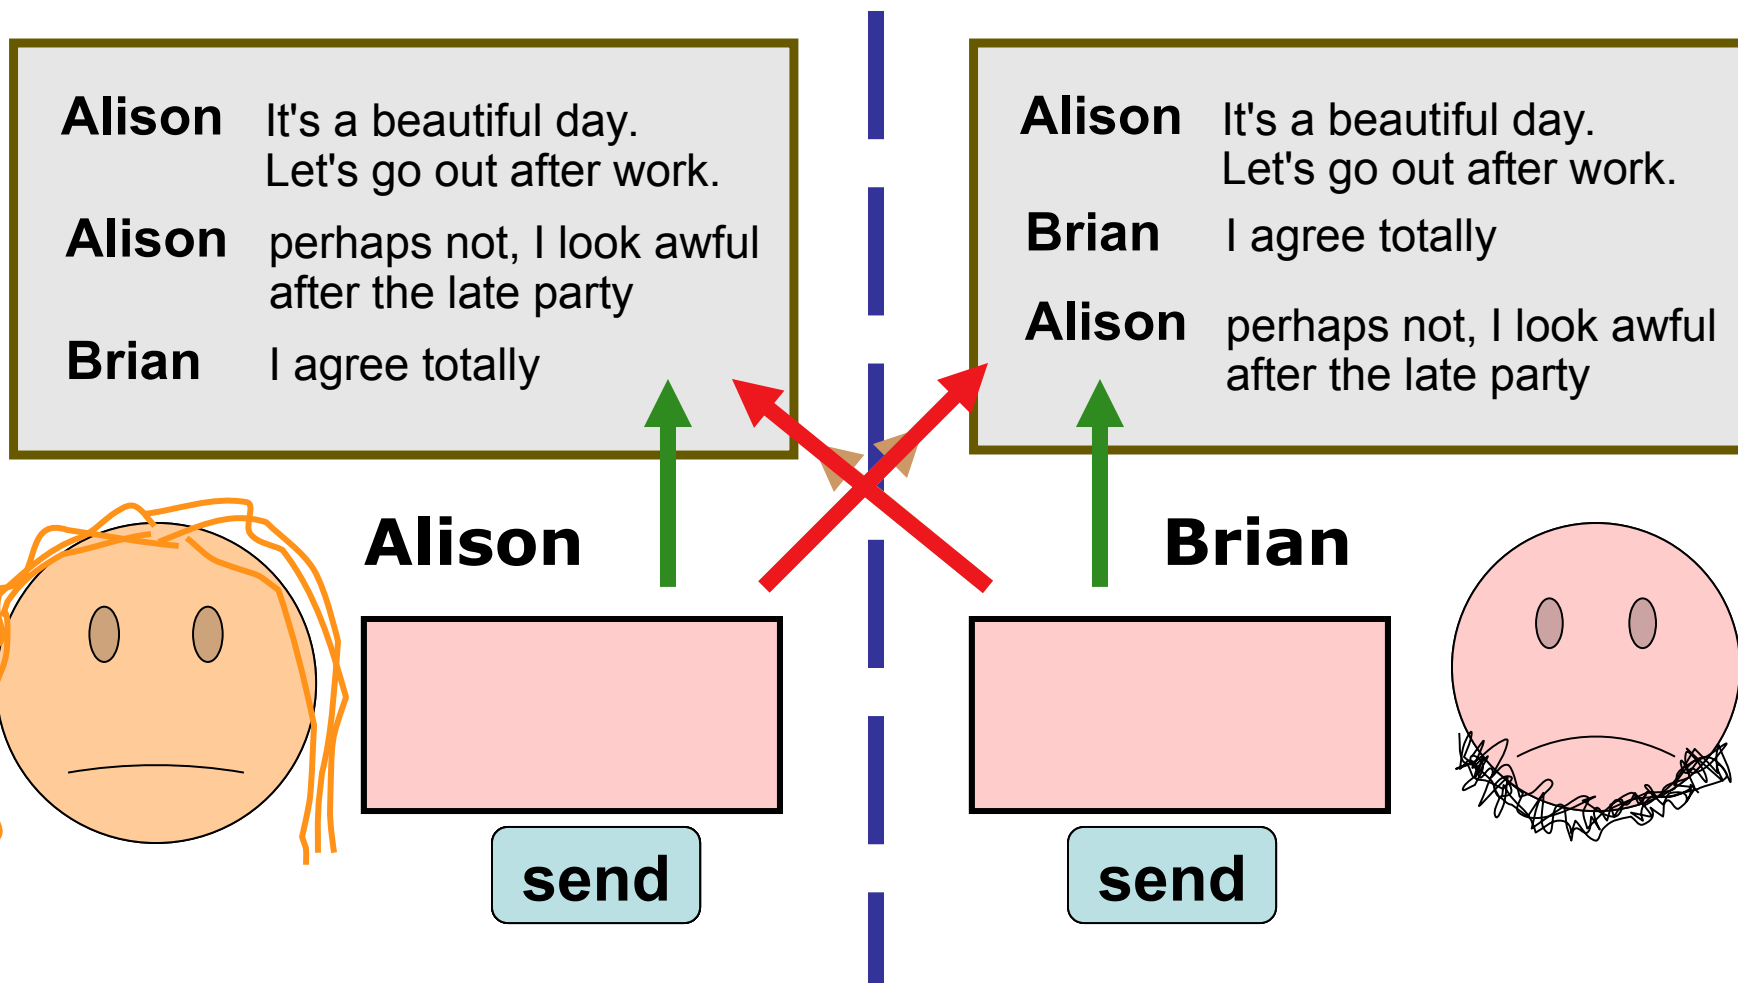 Alison It's a beautiful day.
Let's go out after work.
Alison perhaps not, I look awful
after the late party
Brian I agree totally
Alison It's a beautiful day.
Let's go out after work.
Brian I agree totally
Alison perhaps not, I look awful
after the late party
Alison
Brian
send
send